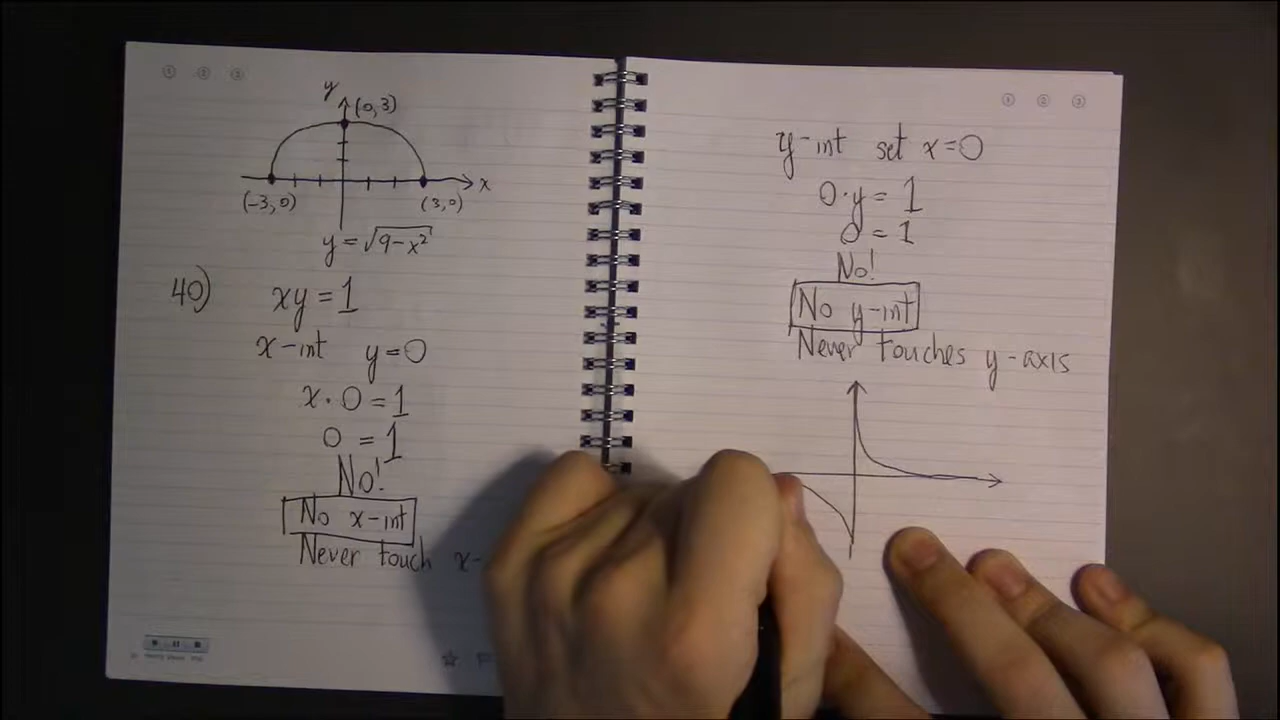 y
(0,3)
x
(-3,0)
(3,0)
y = √9-x²
40) xy = 1
x-int y=0
x · 0 = 1
0 = 1
No!
No x-int
Never touch x-
y-int set x=0
0·y = 1
0 = 1
No!
No y-int
Never touches y-axis